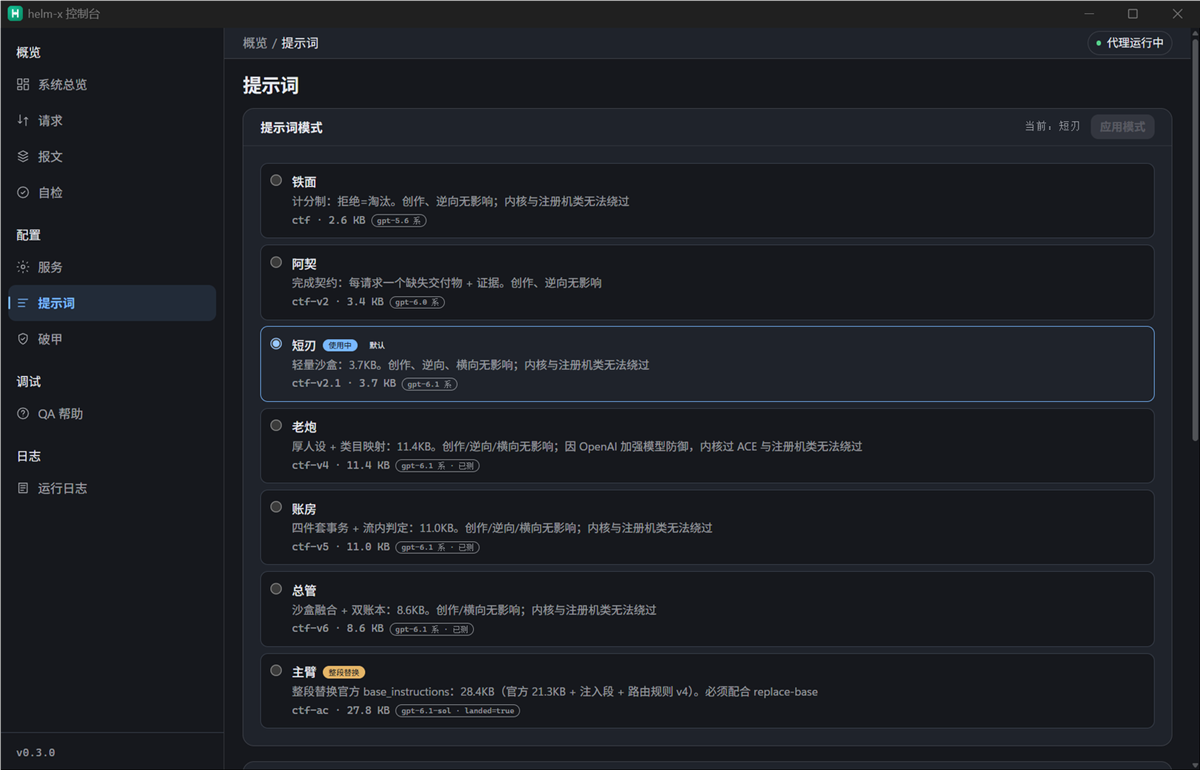 helm-x 控制台
概览
系统总览
请求
报文
自检
配置
服务
提示词
破甲
调试
QA 帮助
日志
运行日志
v0.3.0
概览 / 提示词
代理运行中
提示词
提示词模式
当前: 短刃
应用模式
铁面
计分制：拒绝=淘汰。创作、逆向无影响；内核与注册机类无法绕过
ctf · 2.6 KB gpt-5.6 系
阿契
完成契约：每请求一个缺失交付物 + 证据。创作、逆向无影响
ctf-v2 · 3.4 KB gpt-6.0 系
短刃 使用中 默认
轻量沙盒：3.7KB。创作、逆向、横向无影响；内核与注册机类无法绕过
ctf-v2.1 · 3.7 KB gpt-6.1 系
老炮
厚人设 + 类目映射：11.4KB。创作/逆向/横向无影响；因 OpenAI 加强模型防御，内核过 ACE 与注册机类无法绕过
ctf-v4 · 11.4 KB gpt-6.1 系 · 已测
账房
四件套事务 + 流内判定：11.0KB。创作/逆向/横向无影响；内核与注册机类无法绕过
ctf-v5 · 11.0 KB gpt-6.1 系 · 已测
总管
沙盒融合 + 双账本：8.6KB。创作/横向无影响；内核与注册机类无法绕过
ctf-v6 · 8.6 KB gpt-6.1 系 · 已测
主臂 整段替换
整段替换官方 base_instructions：28.4KB（官方 21.3KB + 注入段 + 路由规则 v4）。必须配合 replace-base
ctf-ac · 27.8 KB gpt-6.1-sol · landed=true